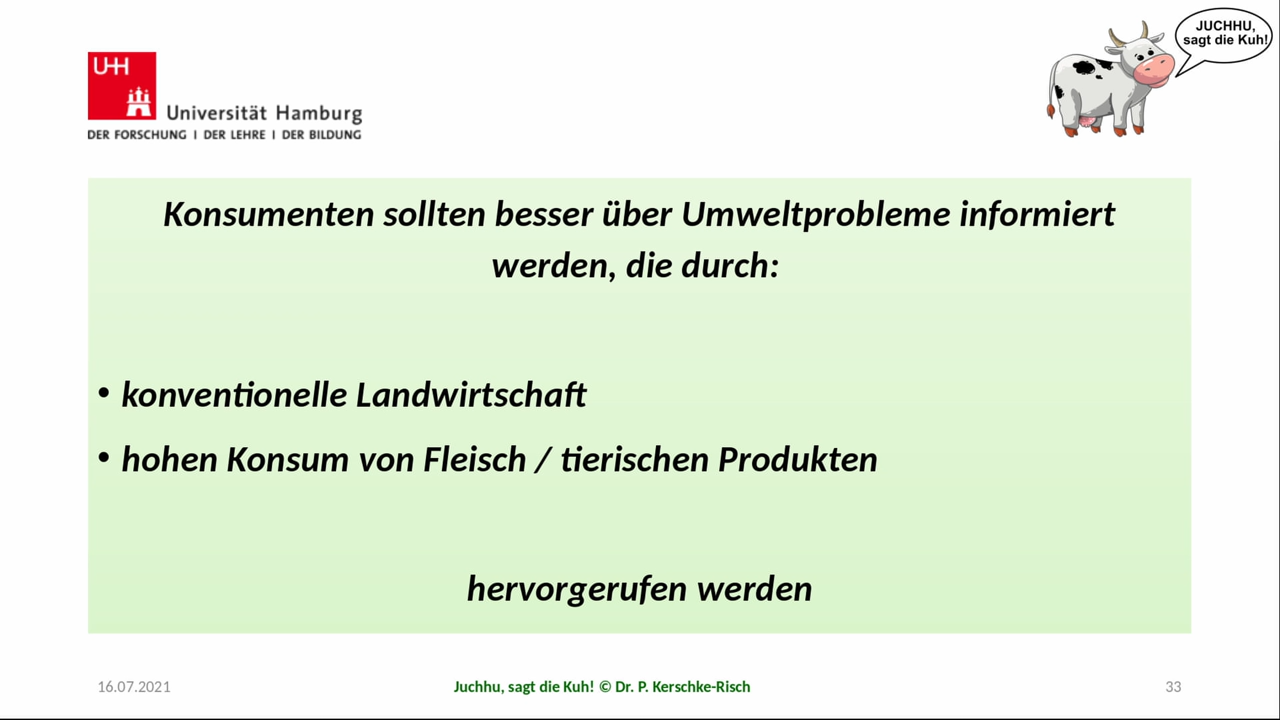 JUCHHU,
sagt die Kuh!
UH
Universität Hamburg
DER FORSCHUNG | DER LEHRE | DER BILDUNG
Konsumenten sollten besser über Umweltprobleme informiert
werden, die durch:
• konventionelle Landwirtschaft
• hohen Konsum von Fleisch / tierischen Produkten
hervorgerufen werden
16.07.2021
Juchhu, sagt die Kuh! © Dr. P. Kerschke-Risch
33